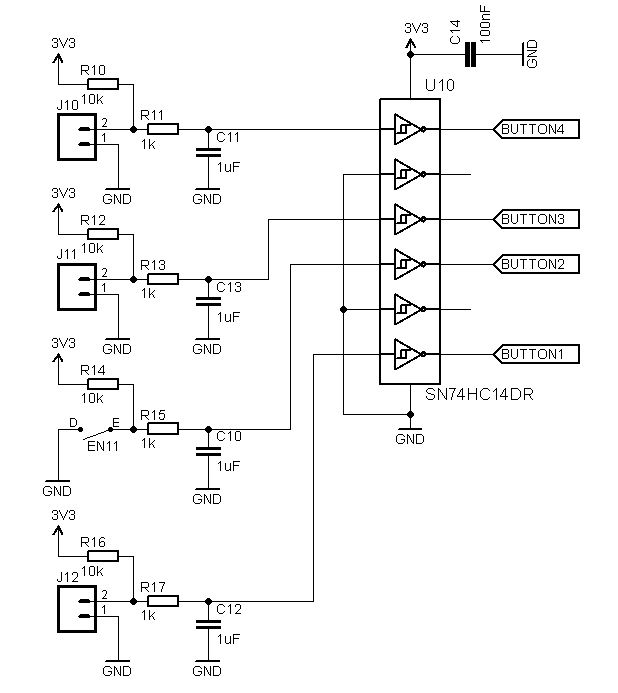 3V3
C14
100nF
GND
3V3
R10
10k
U10
J10
2
1
R11
1k
C11
1uF
BUTTON4
GND
GND
3V3
R12
10k
BUTTON3
J11
2
1
R13
1k
C13
1uF
BUTTON2
GND
GND
3V3
R14
10k
BUTTON1
SN74HC14DR
D
E
EN11
R15
1k
C10
1uF
GND
GND
GND
3V3
R16
10k
J12
2
1
R17
1k
C12
1uF
GND
GND